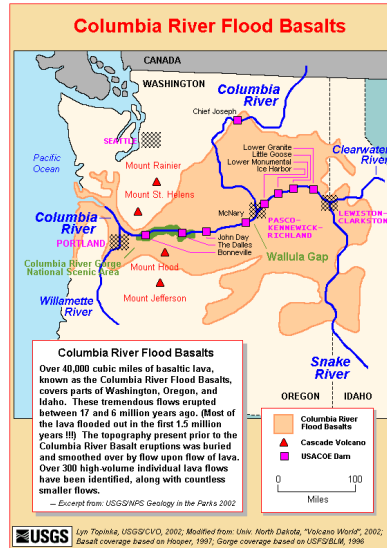 Columbia River Flood Basalts
CANADA
WASHINGTON
Columbia
River
Chief Joseph
SEATTLE
Pacific
Ocean
Lower Granite
Little Goose
Lower Monumental
Ice Harbor
Clearwater
River
Mount Rainier
Mount St. Helens
Columbia
River
McNary
LEWISTON-
CLARKSTON
PASCO-
KENNEWICK-
RICHLAND
PORTLAND
John Day
The Dalles
Bonneville
Wallula Gap
Columbia River Gorge
National Scenic Area
Mount Hood
Mount Jefferson
Willamette
River
Snake
River
OREGON
IDAHO
Columbia River Flood Basalts
Over 40,000 cubic miles of basaltic lava,
known as the Columbia River Flood Basalts,
covers parts of Washington, Oregon, and
Idaho. These tremendous flows erupted
between 17 and 6 million years ago. (Most of
the lava flooded out in the first 1.5 million
years !!!) The topography present prior to the
Columbia River Basalt eruptions was buried
and smoothed over by flow upon flow of lava.
Over 300 high-volume individual lava flows
have been identified, along with countless
smaller flows.
— Excerpt from: USGS/NPS Geology in the Parks 2002
Columbia River
Flood Basalts
Cascade Volcano
USACOE Dam
0
100
Miles
USGS
Lyn Topinka, USGS/CVO, 2002; Modified from: Univ. North Dakota, "Volcano World", 2002;
Basalt coverage based on Hooper, 1997; Gorge coverage based on USFS/BLM, 1996